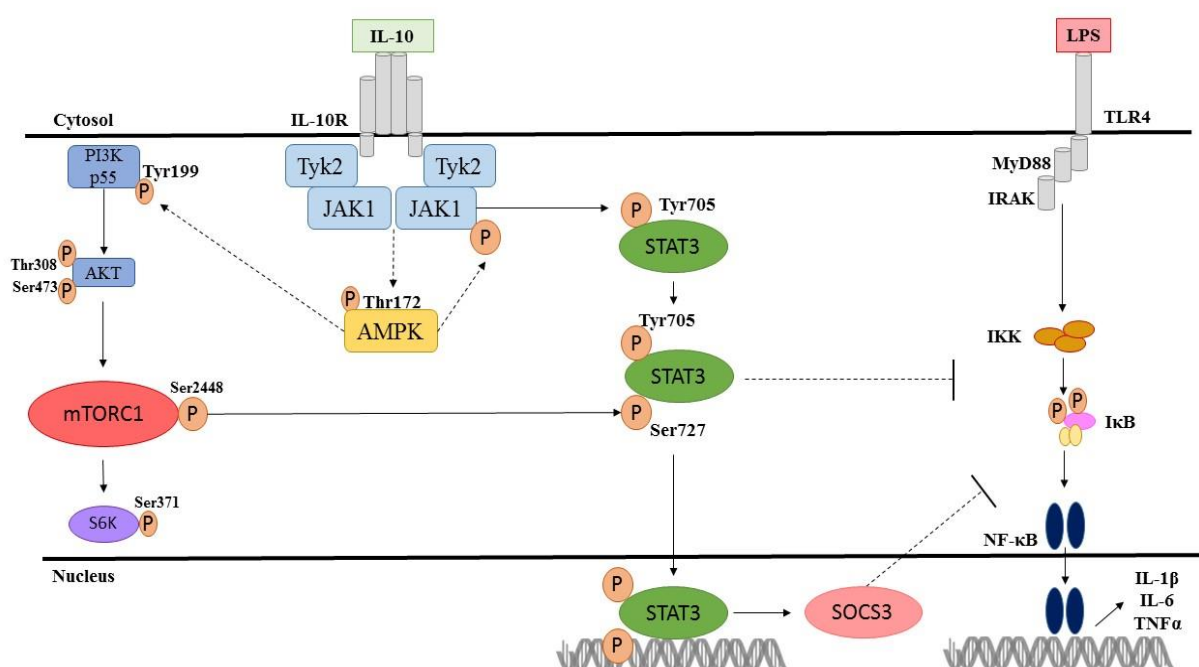 IL-10
LPS
Cytosol
IL-10R
TLR4
PI3K
p55
Tyr199
P
Tyk2
Tyk2
JAK1
JAK1
P
MyD88
IRAK
P
Tyr705
STAT3
Thr308
P
Ser473
P
AKT
P
Thr172
AMPK
Tyr705
P
STAT3
P
Ser727
IKK
mTORC1
Ser2448
P
P
P
IκB
S6K
Ser371
P
NF-κB
Nucleus
P
STAT3
P
SOCS3
IL-1β
IL-6
TNFα